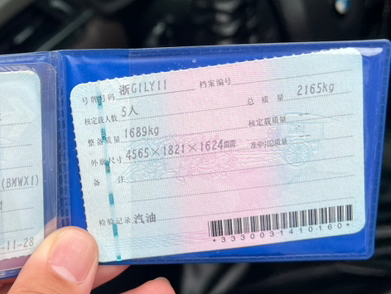 号牌号码 浙G1LY11 档案编号
核定载人数 5人 总质量 2165kg
整备质量 1689kg 核定载质量
外廓尺寸 4565×1821×1624mm 准牵引总质量
备注
检验记录 汽油
*3330031410160*
(BMWX1)
-11-28